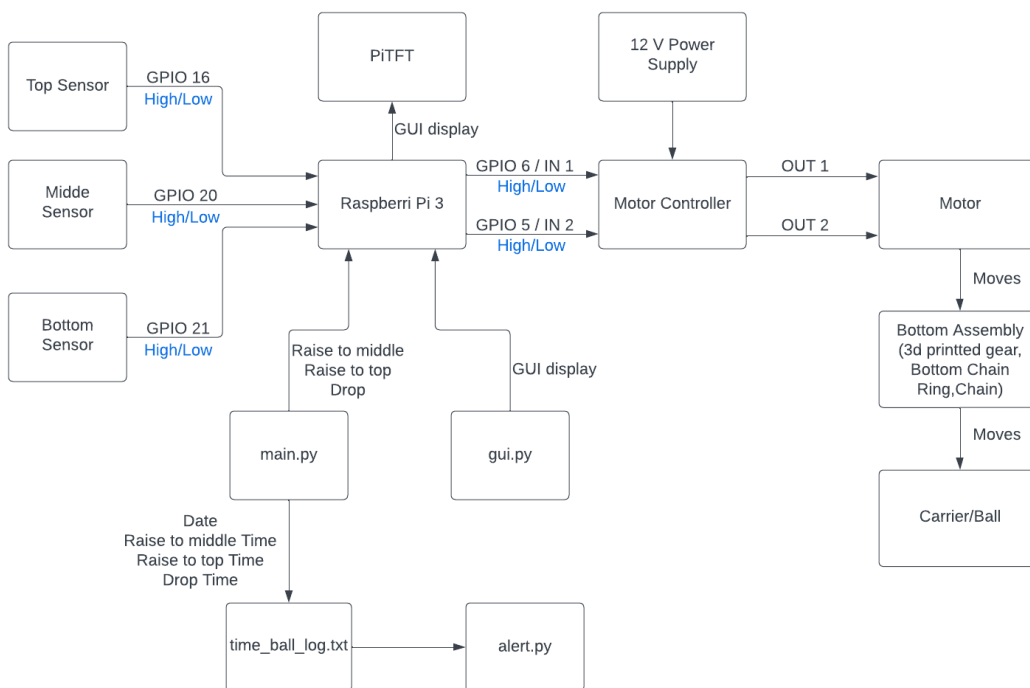 Top Sensor
GPIO 16
High/Low
PiTFT
GUI display
12 V Power
Supply
Midde
Sensor
GPIO 20
High/Low
Raspberri Pi 3
GPIO 6 / IN 1
High/Low
GPIO 5 / IN 2
High/Low
Motor Controller
OUT 1
OUT 2
Motor
Moves
Bottom
Sensor
GPIO 21
High/Low
Raise to middle
Raise to top
Drop
GUI display
Bottom Assembly
(3d printted gear,
Bottom Chain
Ring,Chain)
Moves
main.py
gui.py
Carrier/Ball
Date
Raise to middle Time
Raise to top Time
Drop Time
time_ball_log.txt
alert.py